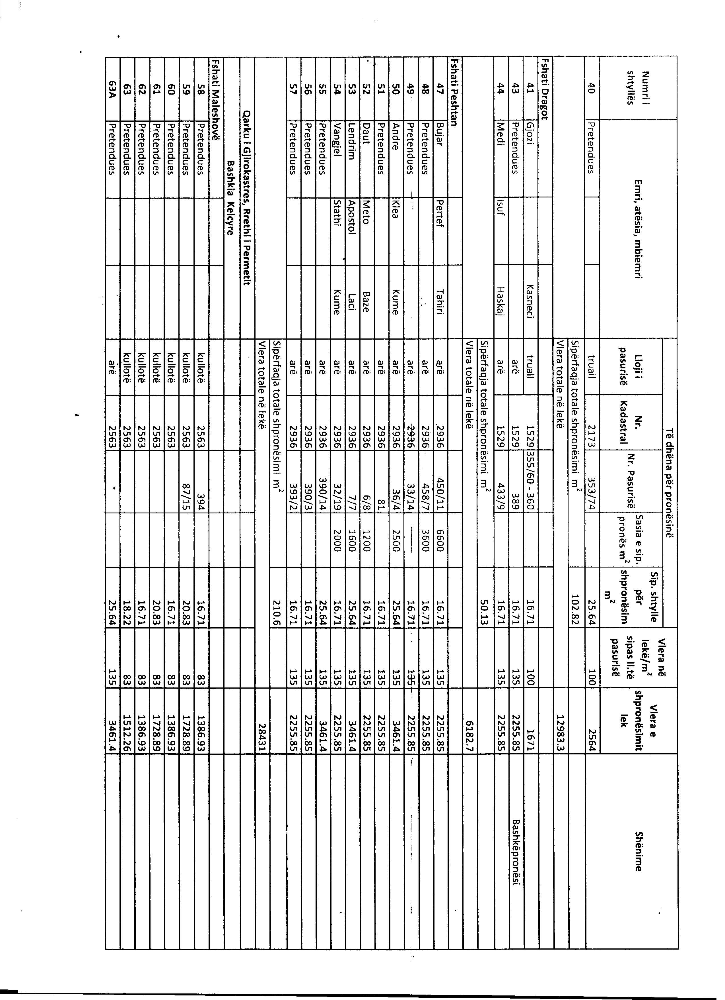 Numri i shtyllës Emri, atësia, mbiemri Të dhëna për pronësinë Vlera në lekë/m² sipas ll.të pasurisë Vlera e shpronësimit lek Shënime
Lloji i pasurisë Nr. Kadastral Nr. Pasurisë Sasia e sip. pronës m² Sip. shtylle për shpronësim m²
40 Pretendues truall 2173 353/74 25.64 100 2564
Sipërfaqja totale shpronësimi m² 102.82
Vlera totale në lekë 12983.3
Fshati Dragot
41 Gjozi Kasneci truall 1529 355/60 - 360 16.71 100 1671
43 Pretendues arë 1529 389 16.71 135 2255.85 Bashkëpronësi
44 Medi Isuf Haskaj arë 1529 433/9 16.71 135 2255.85
Sipërfaqja totale shpronësimi m² 50.13
Vlera totale në lekë 6182.7
Fshati Peshtan
47 Bujar Pertef Tahiri arë 2936 450/11 6600 16.71 135 2255.85
48 Pretendues arë 2936 458/7 3600 16.71 135 2255.85
49 Pretendues arë 2936 33/14 16.71 135 2255.85
50 Andre Klea Kume arë 2936 36/4 2500 25.64 135 3461.4
51 Pretendues arë 2936 81 16.71 135 2255.85
52 Daut Meto Baze arë 2936 6/8 1200 16.71 135 2255.85
53 Lendrim Apostol Laci arë 2936 7/7 1600 25.64 135 3461.4
54 Vangjel Stathi Kume arë 2936 32/19 2000 16.71 135 2255.85
55 Pretendues arë 2936 390/14 25.64 135 3461.4
56 Pretendues arë 2936 390/3 16.71 135 2255.85
57 Pretendues arë 2936 393/2 16.71 135 2255.85
Sipërfaqja totale shpronësimi m² 210.6
Vlera totale në lekë 28431
Qarku i Gjirokastres, Rrethi i Permetit
Bashkia Kelcyre
Fshati Maleshovë
58 Pretendues kullotë 2563 394 16.71 83 1386.93
59 Pretendues kullotë 2563 87/15 20.83 83 1728.89
60 Pretendues kullotë 2563 16.71 83 1386.93
61 Pretendues kullotë 2563 20.83 83 1728.89
62 Pretendues kullotë 2563 16.71 83 1386.93
63 Pretendues kullotë 2563 18.22 83 1512.26
63A Pretendues arë 2563 25.64 135 3461.4